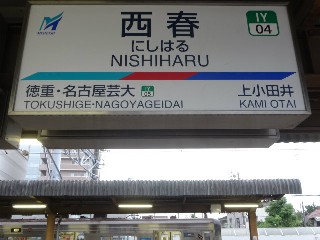 西春
IY
04
にしはる
NISHIHARU
徳重・名古屋芸大
TOKUSHIGE・NAGOYAGEIDAI
上小田井
KAMI OTAI